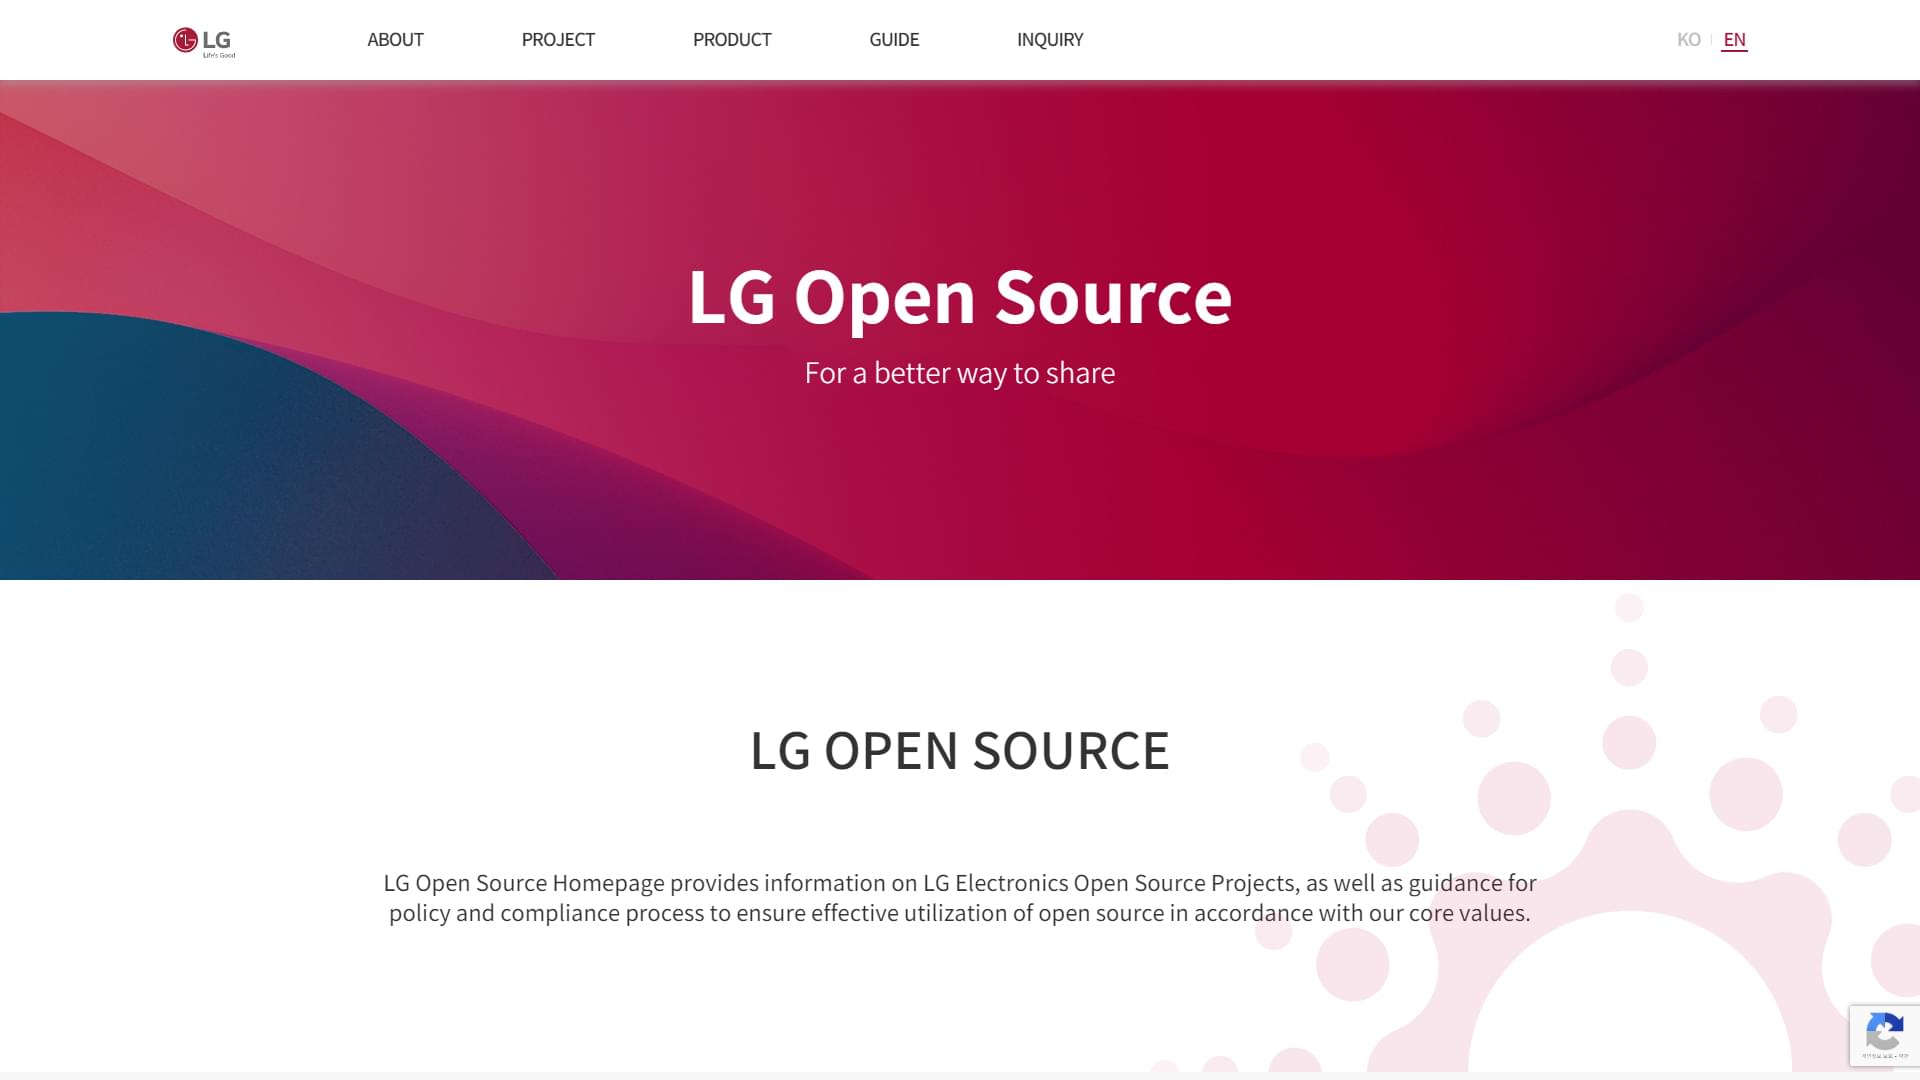 LG
Life's Good
ABOUT
PROJECT
PRODUCT
GUIDE
INQUIRY
KO
EN
LG Open Source
For a better way to share
LG OPEN SOURCE
LG Open Source Homepage provides information on LG Electronics Open Source Projects, as well as guidance for
policy and compliance process to ensure effective utilization of open source in accordance with our core values.